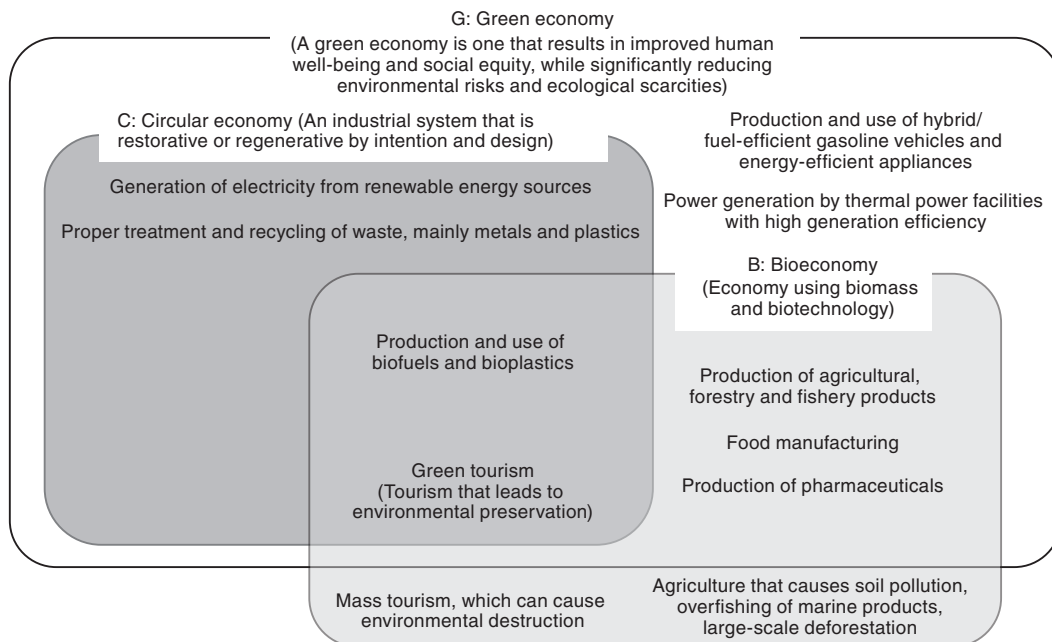 G: Green economy
(A green economy is one that results in improved human
well-being and social equity, while significantly reducing
environmental risks and ecological scarcities)
C: Circular economy (An industrial system that is
restorative or regenerative by intention and design)
Production and use of hybrid/
fuel-efficient gasoline vehicles and
energy-efficient appliances
Generation of electricity from renewable energy sources
Power generation by thermal power facilities
with high generation efficiency
Proper treatment and recycling of waste, mainly metals and plastics
B: Bioeconomy
(Economy using biomass
and biotechnology)
Production and use of
biofuels and bioplastics
Production of agricultural,
forestry and fishery products
Food manufacturing
Green tourism
(Tourism that leads to
environmental preservation)
Production of pharmaceuticals
Mass tourism, which can cause
environmental destruction
Agriculture that causes soil pollution,
overfishing of marine products,
large-scale deforestation